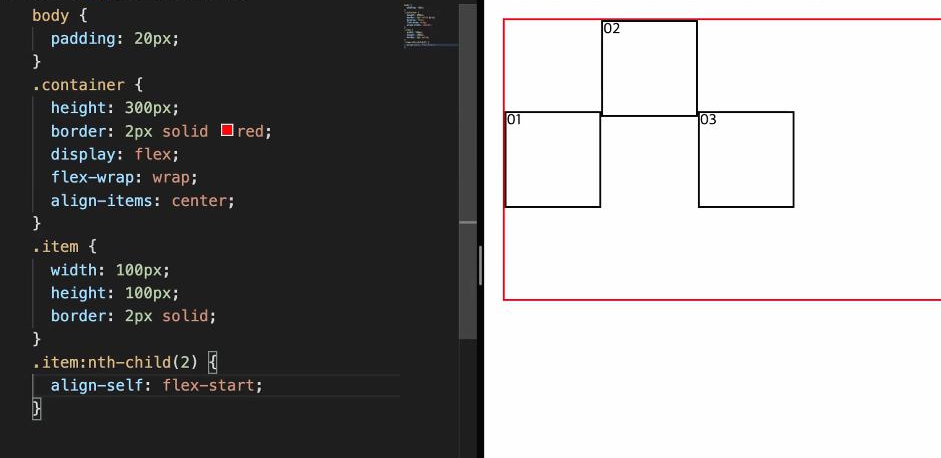 body {
padding: 20px;
}
.container {
height: 300px;
border: 2px solid red;
display: flex;
flex-wrap: wrap;
align-items: center;
}
.item {
width: 100px;
height: 100px;
border: 2px solid;
}
.item:nth-child(2) {
align-self: flex-start;
}
02
01
03